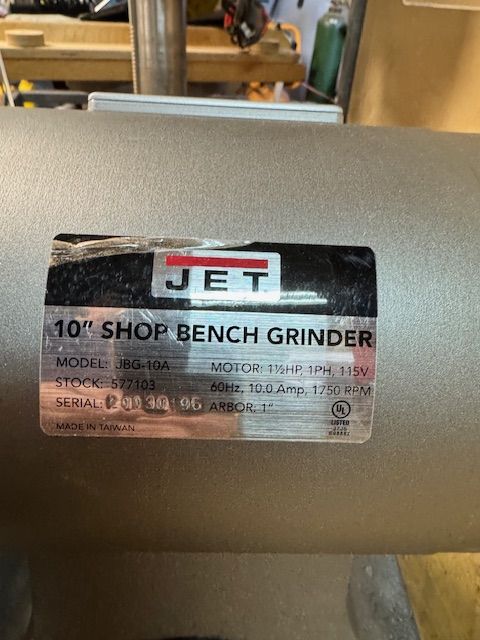 JET
10" SHOP BENCH GRINDER
MODEL: JBG-10A MOTOR: 1½HP, 1PH, 115V
STOCK: 577103 60Hz, 10.0 Amp, 1750 RPM
SERIAL: ARBOR, 1"
UL
LISTED
MADE IN TAIWAN